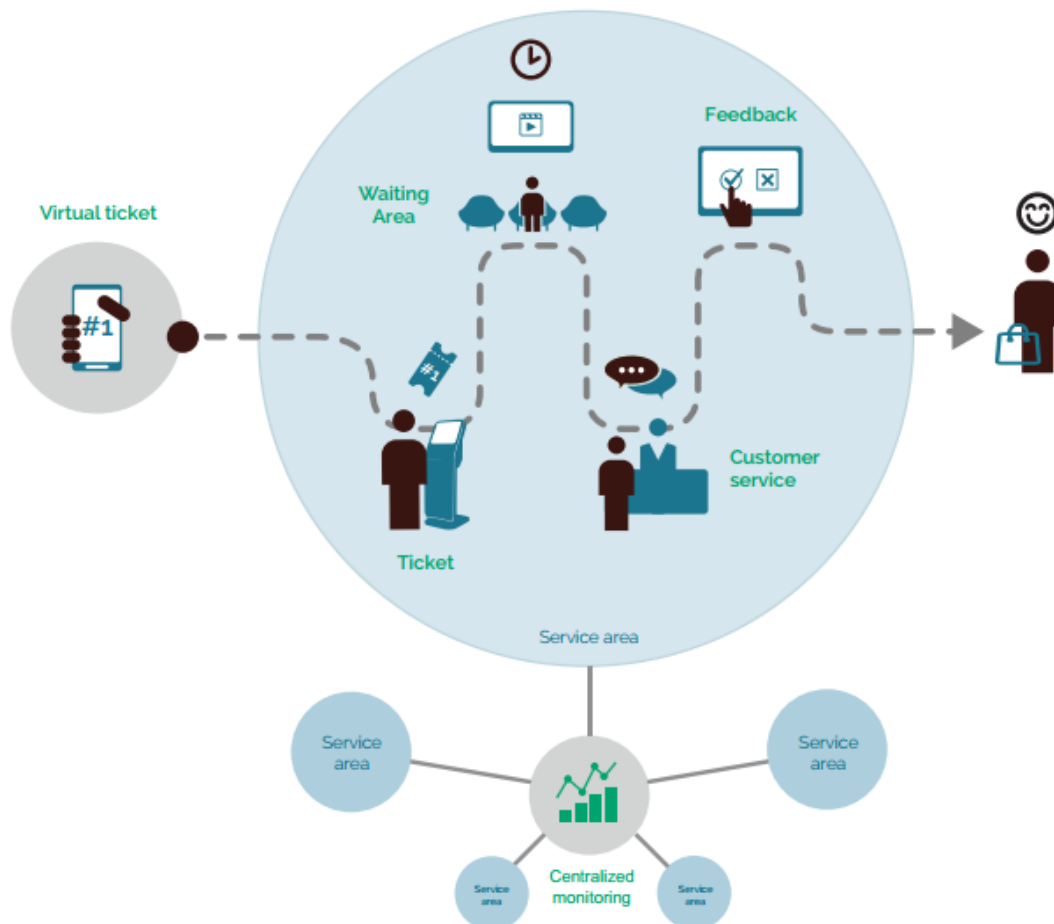 Feedback
Waiting
Area
Virtual ticket
#1
#1
Customer
service
Ticket
Service area
Service
area
Service
area
Centralized
monitoring
Service
area
Service
area